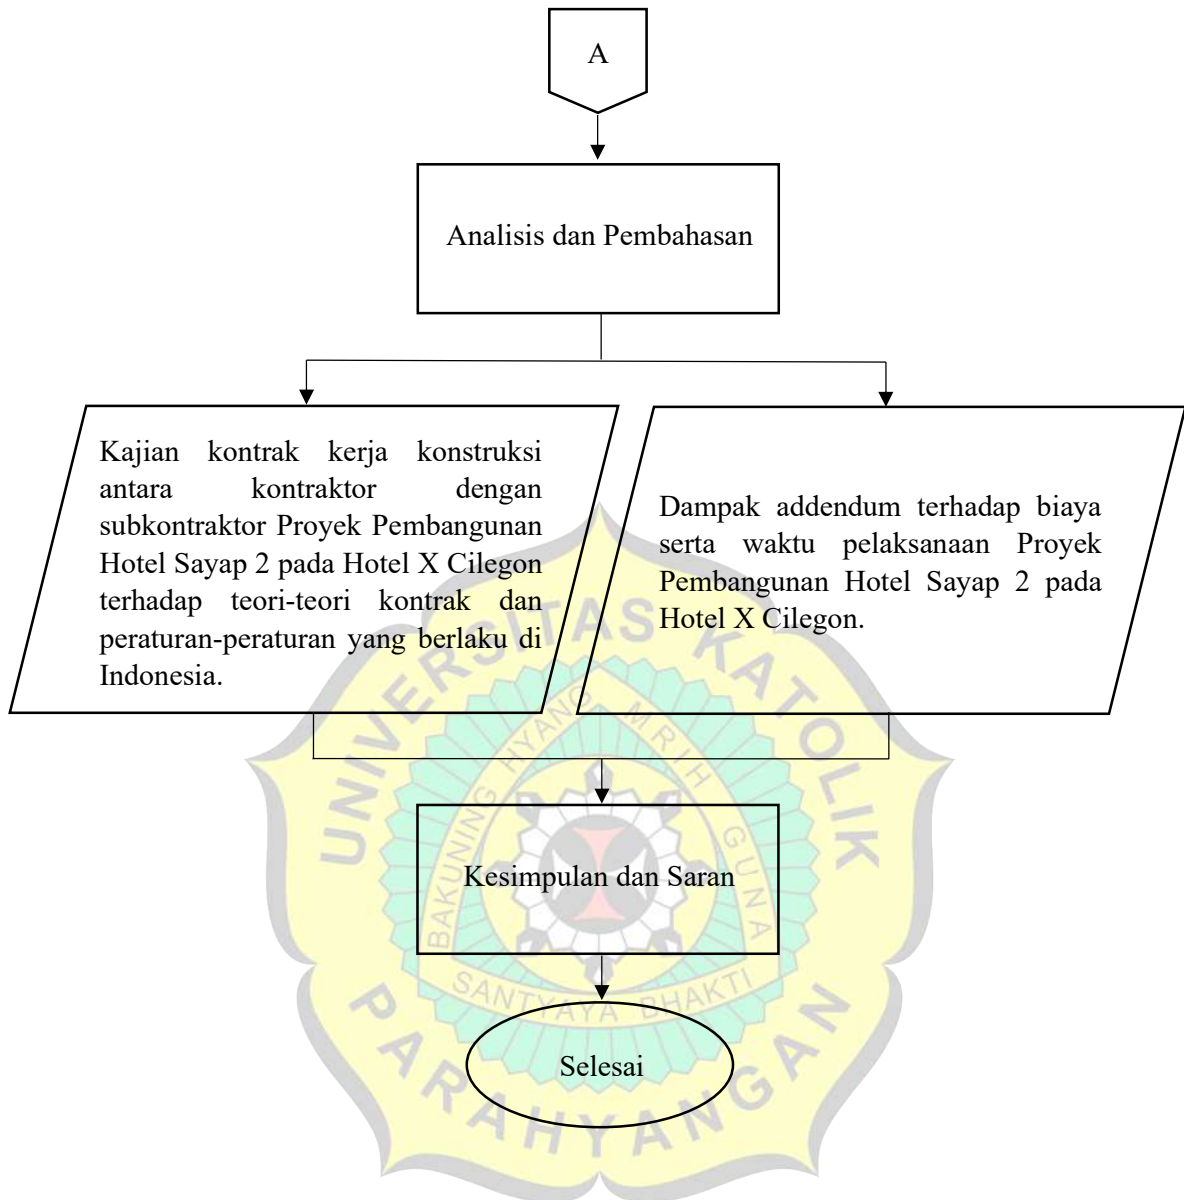 A
Analisis dan Pembahasan
Kajian kontrak kerja konstruksi
antara kontraktor dengan
subkontraktor Proyek Pembangunan
Hotel Sayap 2 pada Hotel X Cilegon
terhadap teori-teori kontrak dan
peraturan-peraturan yang berlaku di
Indonesia.
Dampak addendum terhadap biaya
serta waktu pelaksanaan Proyek
Pembangunan Hotel Sayap 2 pada
Hotel X Cilegon.
Kesimpulan dan Saran
Selesai
UNIVERSITAS KATOLIK
PARAHYANGAN
BAKUNING HYANG MRIH GUNA
SANTYAYA BHAKTI